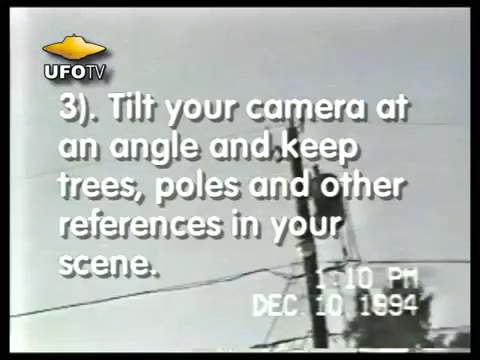 UFOTV
3). Tilt your camera at
an angle and keep
trees, poles and other
references in your
scene.
1:10 PM
DEC. 10 1994